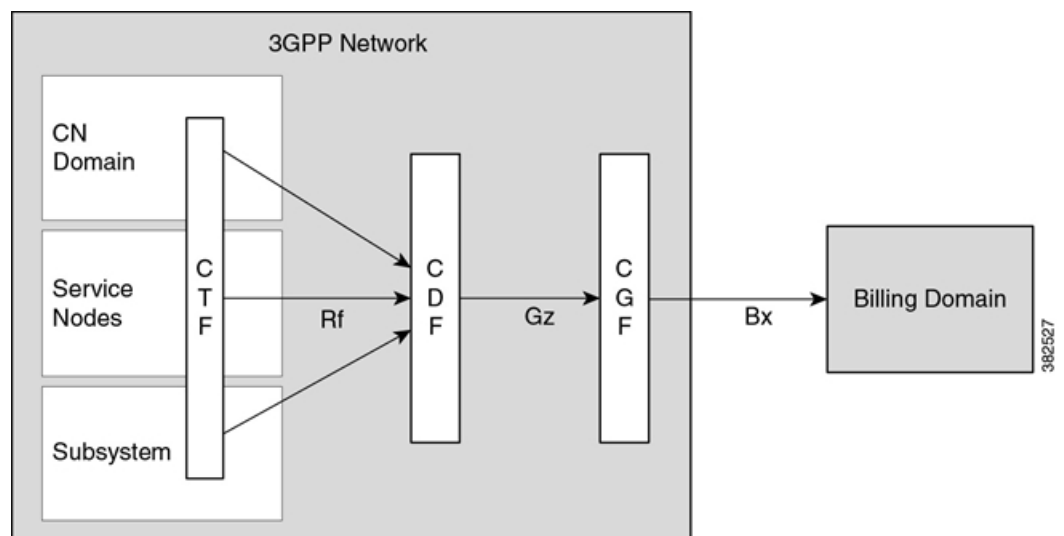 3GPP Network
CN
Domain
Service
Nodes
Subsystem
C
T
F
Rf
C
D
F
Gz
C
G
F
Bx
Billing Domain
382527